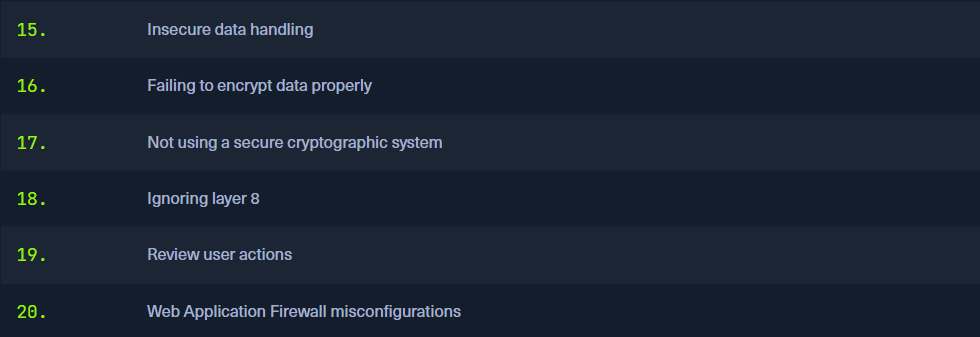 15. Insecure data handling
16. Failing to encrypt data properly
17. Not using a secure cryptographic system
18. Ignoring layer 8
19. Review user actions
20. Web Application Firewall misconfigurations